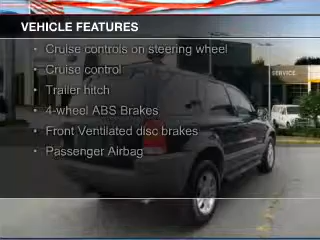 VEHICLE FEATURES
• Cruise controls on steering wheel
• Cruise control
• Trailer hitch
• 4-wheel ABS Brakes
• Front Ventilated disc brakes
• Passenger Airbag
SERVICE